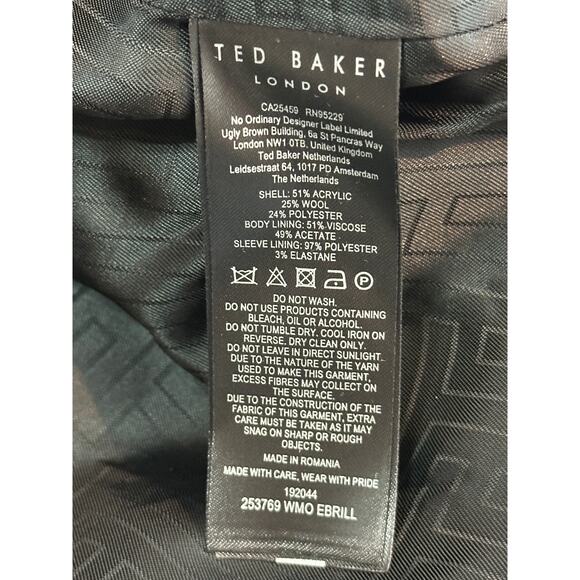 TED BAKER
LONDON
CA25459 RN95229
No Ordinary Designer Label Limited
Ugly Brown Building, 6a St Pancras Way
London NW1 0TB, United Kingdom
Ted Baker Netherlands
Leidsestraat 64, 1017 PD Amsterdam
The Netherlands
SHELL: 51% ACRYLIC
25% WOOL
24% POLYESTER
BODY LINING: 51% VISCOSE
49% ACETATE
SLEEVE LINING: 97% POLYESTER
3% ELASTANE
P
DO NOT WASH.
DO NOT USE PRODUCTS CONTAINING
BLEACH, OIL OR ALCOHOL.
DO NOT TUMBLE DRY. COOL IRON ON
REVERSE. DRY CLEAN ONLY.
DO NOT LEAVE IN DIRECT SUNLIGHT.
DUE TO THE NATURE OF THE YARN
USED TO MAKE THIS GARMENT,
EXCESS FIBRES MAY COLLECT ON
THE SURFACE.
DUE TO THE CONSTRUCTION OF THE
FABRIC OF THIS GARMENT, EXTRA
CARE MUST BE TAKEN AS IT MAY
SNAG ON SHARP OR ROUGH
OBJECTS.
MADE IN ROMANIA
MADE WITH CARE, WEAR WITH PRIDE
192044
253769 WMO EBRILL